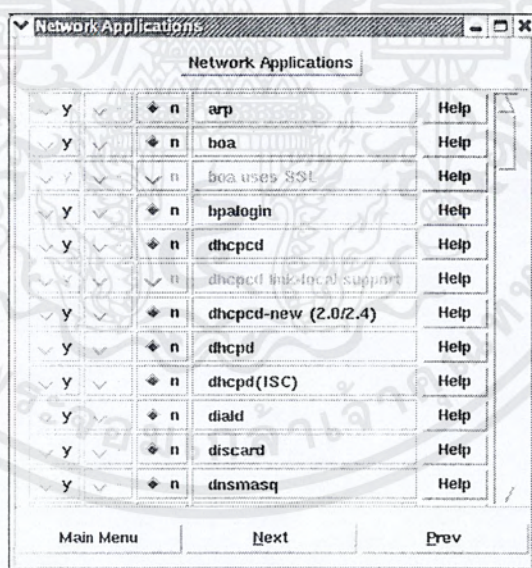 Network Applications
Network Applications
y n arp Help
y n boa Help
y n boa uses SSL Help
y n bpalogin Help
y n dhcpcd Help
y n dhcpcd link-local support Help
y n dhcpcd-new (2.0/2.4) Help
y n dhcpd Help
y n dhcpd(ISC) Help
y n diald Help
y n discard Help
y n dnsmasq Help
Main Menu Next Prev